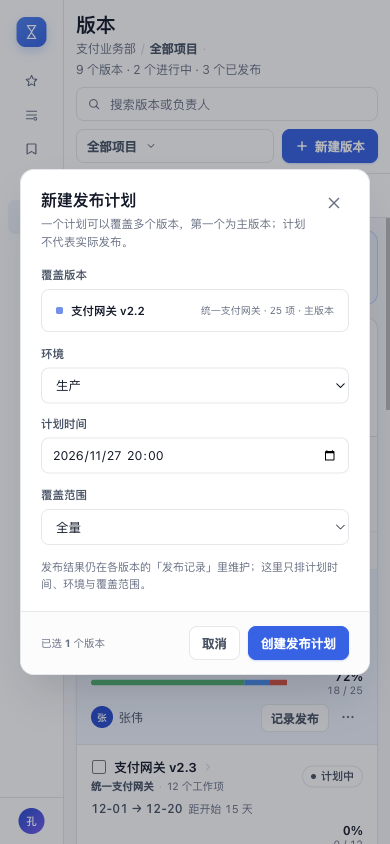 版本
支付业务部 / 全部项目 ·
9 个版本 · 2 个进行中 · 3 个已发布
搜索版本或负责人
全部项目
+ 新建版本
新建发布计划
一个计划可以覆盖多个版本，第一个为主版本；计划
不代表实际发布。
覆盖版本
支付网关 v2.2 统一支付网关 · 25 项 · 主版本
环境
生产
计划时间
2026/11/27 20:00
覆盖范围
全量
发布结果仍在各版本的「发布记录」里维护；这里只排计划时
间、环境与覆盖范围。
已选 1 个版本 取消 创建发布计划
72%
18 / 25
张 张伟 记录发布 ···
支付网关 v2.3 ›
统一支付网关 · 12 个工作项 计划中
12-01 → 12-20 距开始 15 天
0%
孔